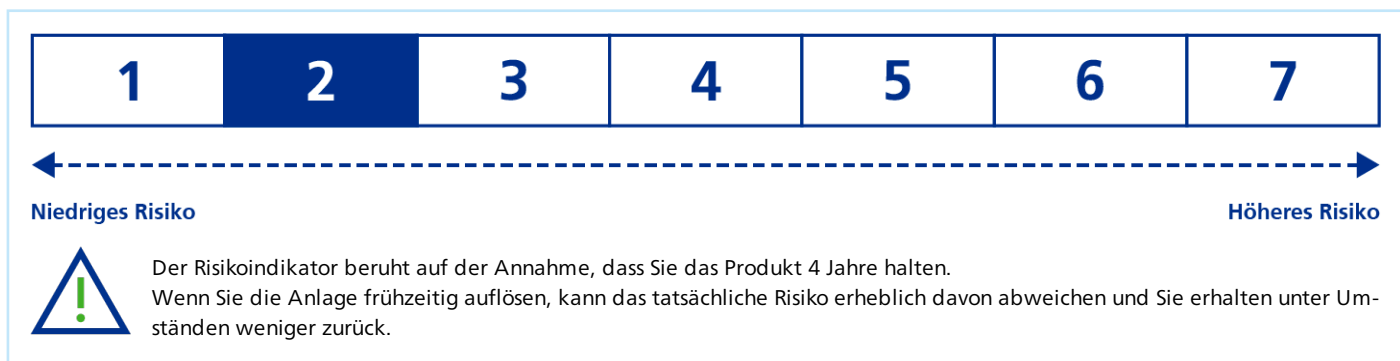 1 2 3 4 5 6 7
Niedriges Risiko Höheres Risiko
Der Risikoindikator beruht auf der Annahme, dass Sie das Produkt 4 Jahre halten.
Wenn Sie die Anlage frühzeitig auflösen, kann das tatsächliche Risiko erheblich davon abweichen und Sie erhalten unter Um-
ständen weniger zurück.